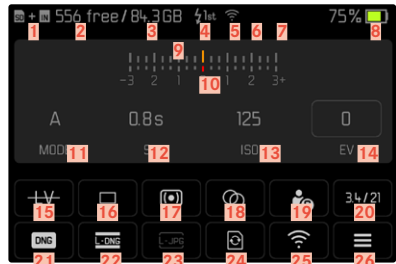 + IN 556 free/84.3GB 1st 75%
1 2 3 4 5 6 7 8
9
-3 2 1 1 2 3+
10
A 0.8s 125 0
MODE ISO EV
11 12 13 14
3.4/21
15 16 17 18 19 20
DNG L·DNG L·JPG
21 22 23 24 25 26